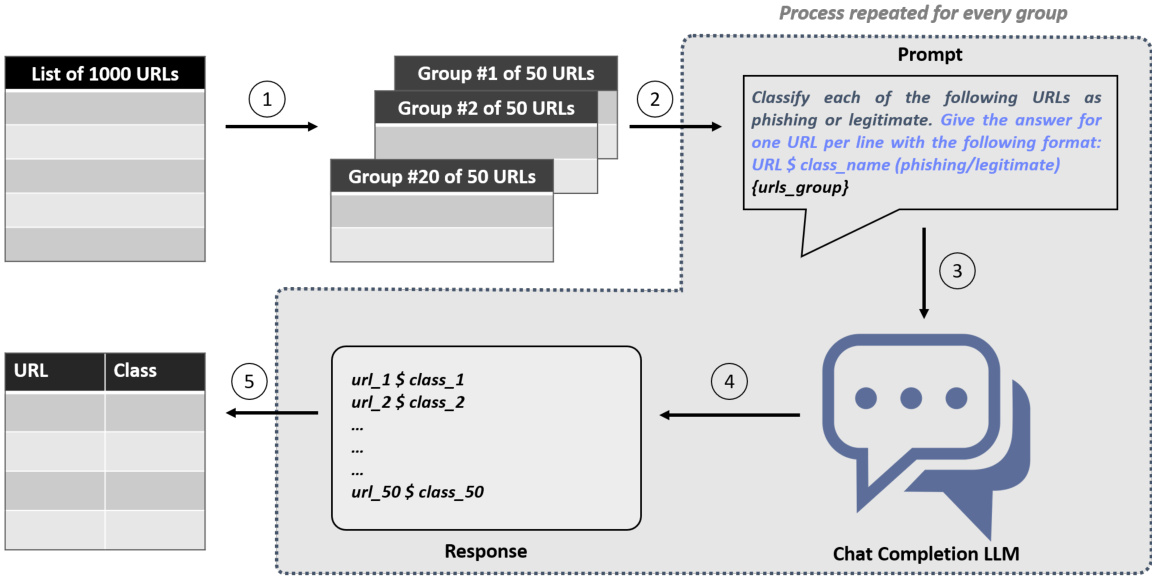 Process repeated for every group
List of 1000 URLs
1
Group #1 of 50 URLs
Group #2 of 50 URLs
Group #20 of 50 URLs
2
Prompt
Classify each of the following URLs as
phishing or legitimate. Give the answer for
one URL per line with the following format:
URL $ class_name (phishing/legitimate)
{urls_group}
3
URL
Class
5
url_1 $ class_1
url_2 $ class_2
...
...
...
url_50 $ class_50
Response
4
Chat Completion LLM